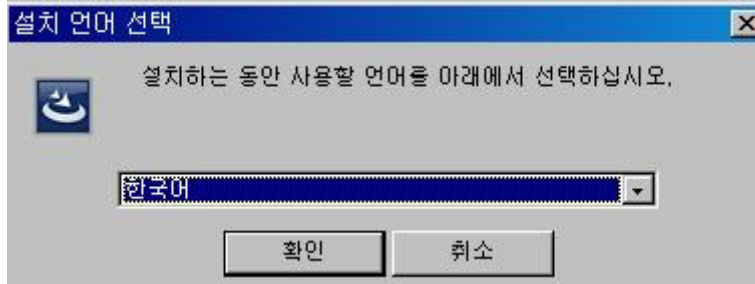 설치 언어 선택
설치하는 동안 사용할 언어를 아래에서 선택하십시오.
한국어
확인
취소